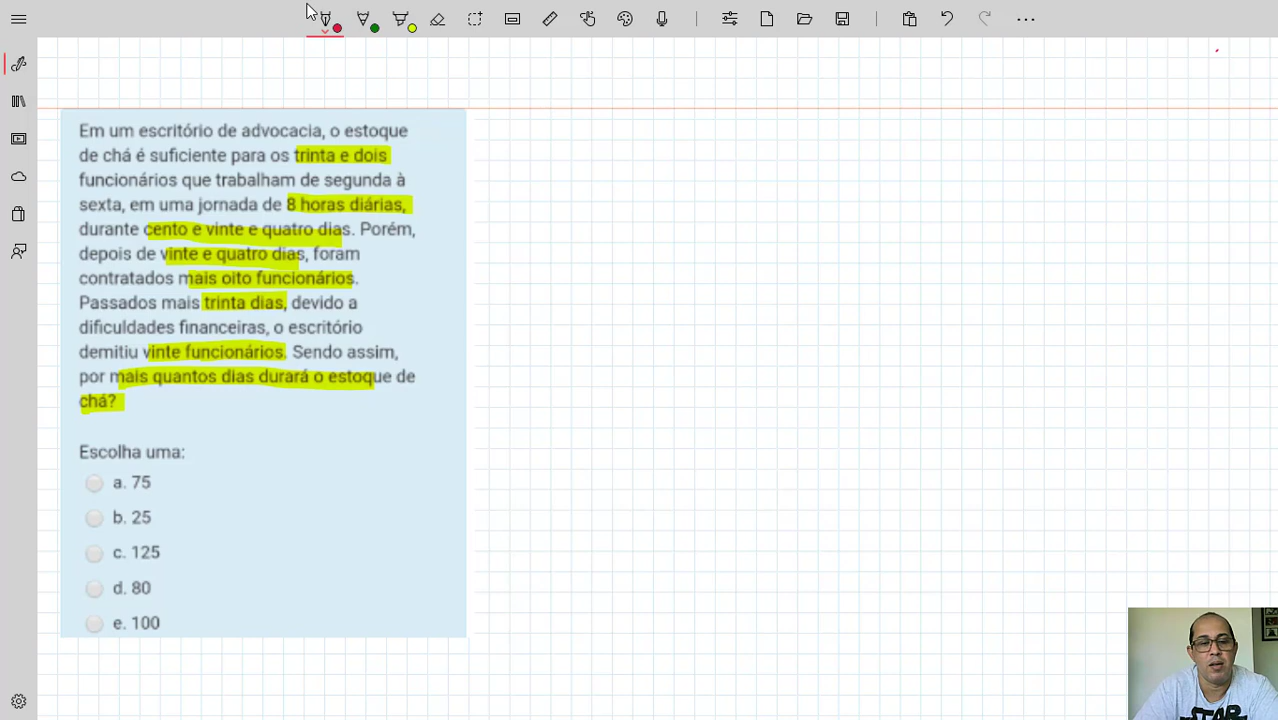 Em um escritório de advocacia, o estoque
de chá é suficiente para os trinta e dois
funcionários que trabalham de segunda à
sexta, em uma jornada de 8 horas diárias,
durante cento e vinte e quatro dias. Porém,
depois de vinte e quatro dias, foram
contratados mais oito funcionários.
Passados mais trinta dias, devido a
dificuldades financeiras, o escritório
demitiu vinte funcionários. Sendo assim,
por mais quantos dias durará o estoque de
chá?
Escolha uma:
a. 75
b. 25
c. 125
d. 80
e. 100
STAR